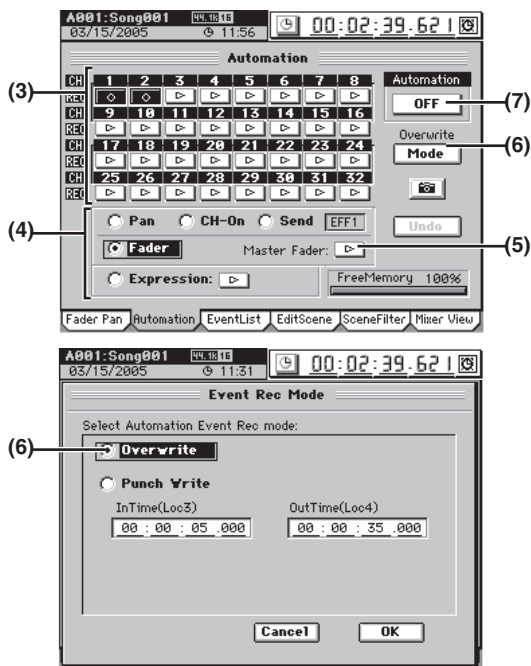 A001:Song001 44.1k 16
03/15/2005 11:56 00:02:39.621
Automation
CH 1 2 3 4 5 6 7 8 Automation
REC OFF
CH 9 10 11 12 13 14 15 16
REC Overwrite
CH 17 18 19 20 21 22 23 24 Mode
REC
CH 25 26 27 28 29 30 31 32
REC Undo
(3)
(7)
(6)
(4)
Pan CH-On Send EFF1
Fader Master Fader: (5)
Expression: FreeMemory 100%
Fader Pan Automation EventList EditScene SceneFilter Mixer View
A001:Song001 44.1k 16
03/15/2005 11:31 00:02:39.621
Event Rec Mode
Select Automation Event Rec mode:
(6) Overwrite
Punch Write
InTime(Loc3) OutTime(Loc4)
00 : 00 : 05 .000 00 : 00 : 35 .000
Cancel OK